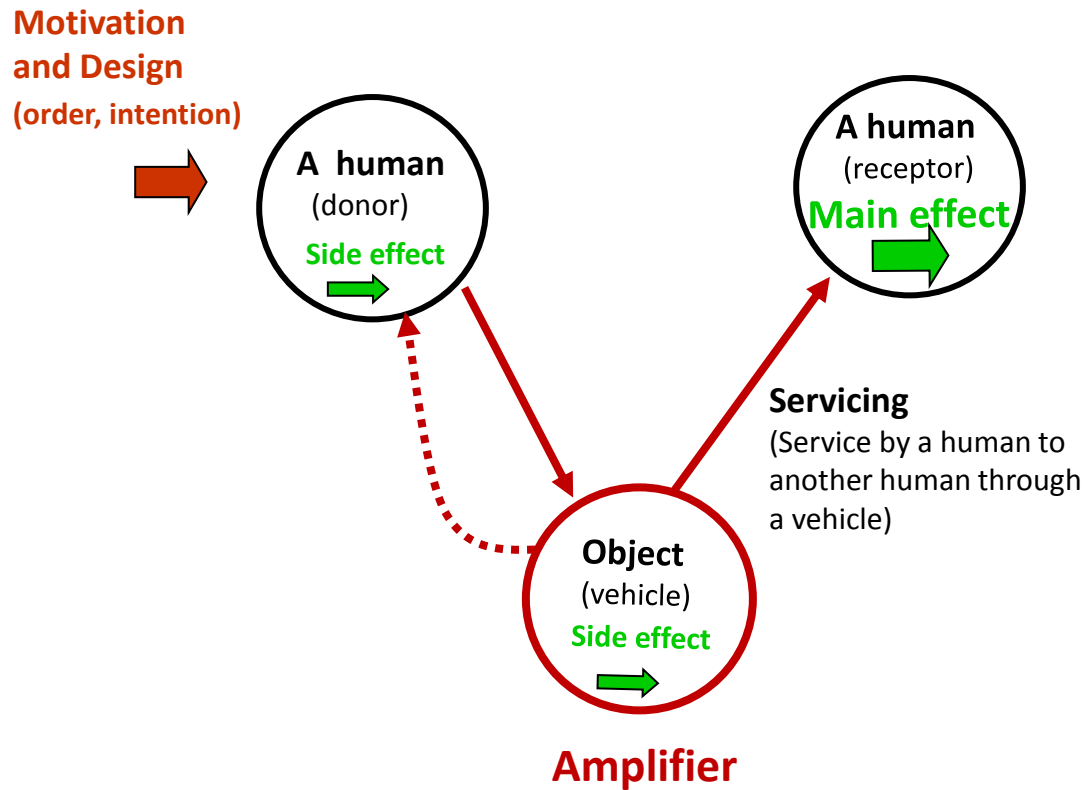 Motivation
and Design
(order, intention)
A human
(donor)
Side effect
A human
(receptor)
Main effect
Servicing
(Service by a human to
another human through
a vehicle)
Object
(vehicle)
Side effect
Amplifier